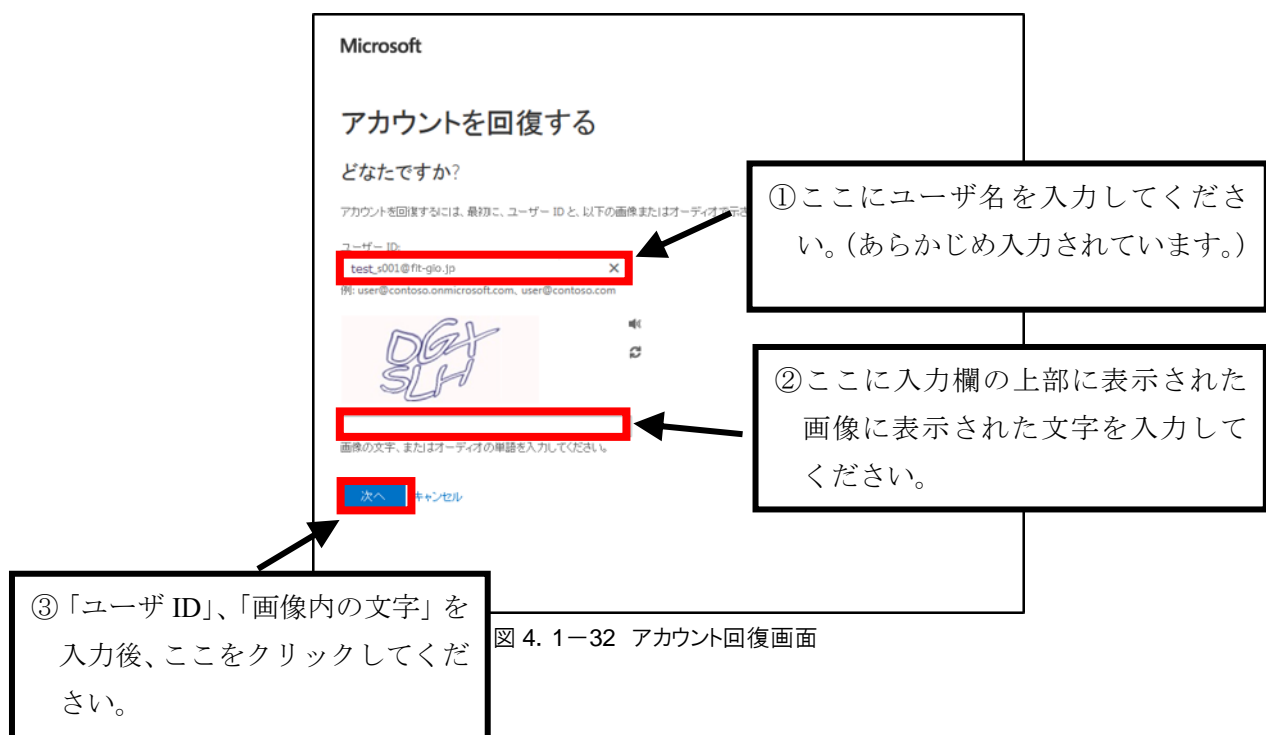 Microsoft
アカウントを回復する
どなたですか?
アカウントを回復するには、最初に、ユーザー ID と、以下の画像またはオーディオで示さ
ユーザー ID:
test_s001@fit-glo.jp
例: user@contoso.onmicrosoft.com、user@contoso.com
DGX
SLH
画像の文字、またはオーディオの単語を入力してください。
次へ キャンセル
①ここにユーザ名を入力してくださ
い。（あらかじめ入力されています。）
②ここに入力欄の上部に表示された
画像に表示された文字を入力して
ください。
③「ユーザ ID」、「画像内の文字」を
入力後、ここをクリックしてくだ
さい。
図 4. 1－32 アカウント回復画面